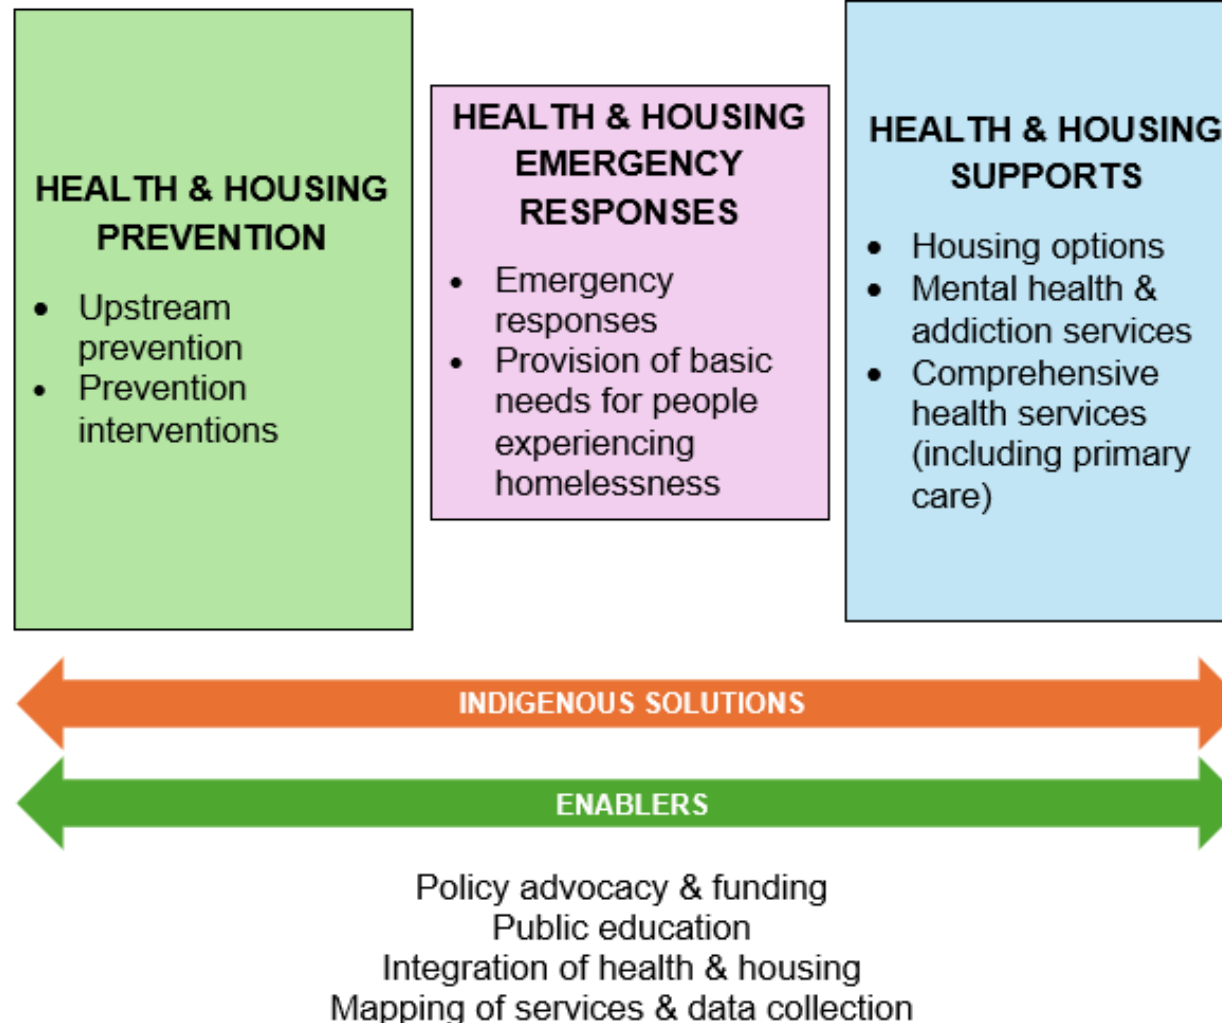 HEALTH & HOUSING
PREVENTION
• Upstream
prevention
• Prevention
interventions
HEALTH & HOUSING
EMERGENCY
RESPONSES
• Emergency
responses
• Provision of basic
needs for people
experiencing
homelessness
HEALTH & HOUSING
SUPPORTS
• Housing options
• Mental health &
addiction services
• Comprehensive
health services
(including primary
care)
INDIGENOUS SOLUTIONS
ENABLERS
Policy advocacy & funding
Public education
Integration of health & housing
Mapping of services & data collection